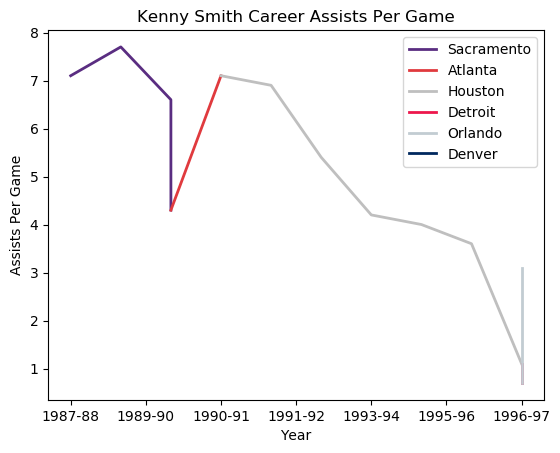 Kenny Smith Career Assists Per Game
8
7
6
5
4
3
2
1
Assists Per Game
Sacramento
Atlanta
Houston
Detroit
Orlando
Denver
1987-88 1989-90 1990-91 1991-92 1993-94 1995-96 1996-97
Year